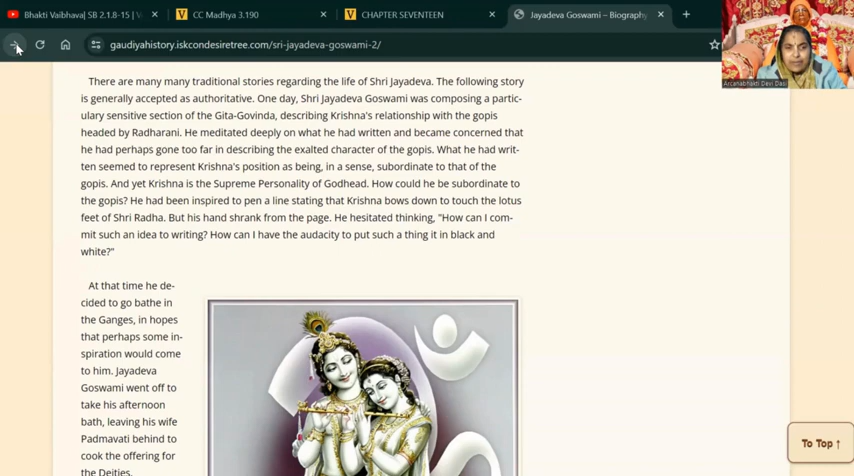 Bhakti Vaibhava| SB 2.1.8-15 | V
CC Madhya 3.190
CHAPTER SEVENTEEN
Jayadeva Goswami – Biography
gaudiyahistory.iskcondesiretree.com/sri-jayadeva-goswami-2/
Arcanabhakti Devi Dasi
There are many many traditional stories regarding the life of Shri Jayadeva. The following story
is generally accepted as authoritative. One day, Shri Jayadeva Goswami was composing a partic-
ulary sensitive section of the Gita-Govinda, describing Krishna's relationship with the gopis
headed by Radharani. He meditated deeply on what he had written and became concerned that
he had perhaps gone too far in describing the exalted character of the gopis. What he had writ-
ten seemed to represent Krishna's position as being, in a sense, subordinate to that of the
gopis. And yet Krishna is the Supreme Personality of Godhead. How could he be subordinate to
the gopis? He had been inspired to pen a line stating that Krishna bows down to touch the lotus
feet of Shri Radha. But his hand shrank from the page. He hesitated thinking, "How can I com-
mit such an idea to writing? How can I have the audacity to put such a thing it in black and
white?"
At that time he de-
cided to go bathe in
the Ganges, in hopes
that perhaps some in-
spiration would come
to him. Jayadeva
Goswami went off to
take his afternoon
bath, leaving his wife
Padmavati behind to
cook the offering for
the Deities.
To Top ↑